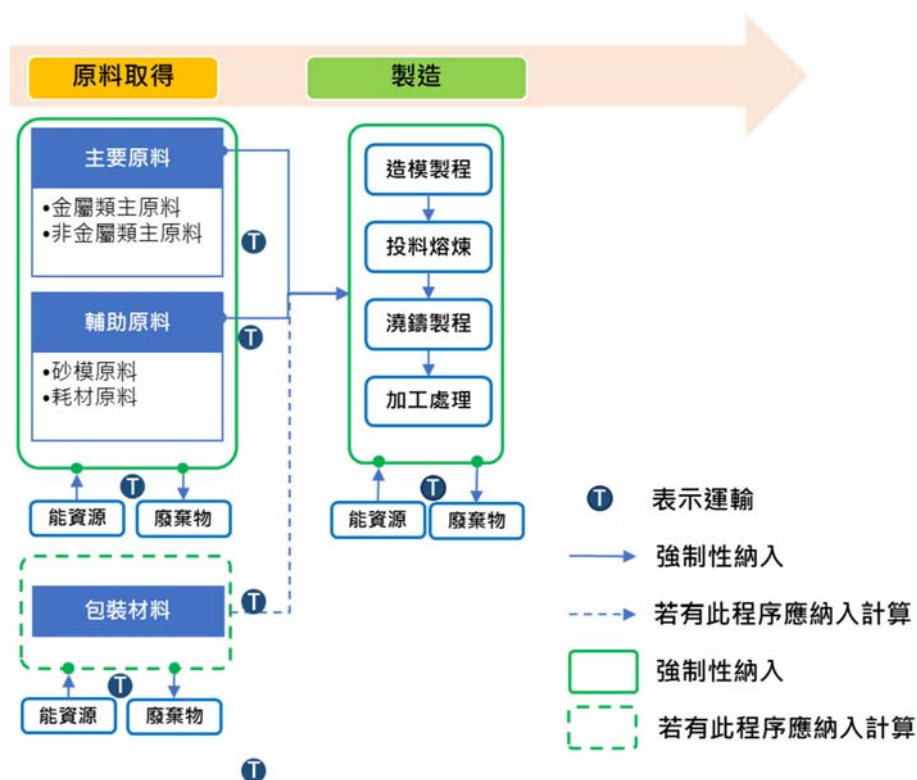 原料取得
製造
主要原料
•金屬類主原料
•非金屬類主原料
T
輔助原料
T
•砂模原料
•耗材原料
T
能資源
廢棄物
包裝材料
T
T
能資源
廢棄物
T
造模製程
投料熔煉
澆鑄製程
加工處理
T
能資源
廢棄物
T
表示運輸
強制性納入
若有此程序應納入計算
強制性納入
若有此程序應納入計算